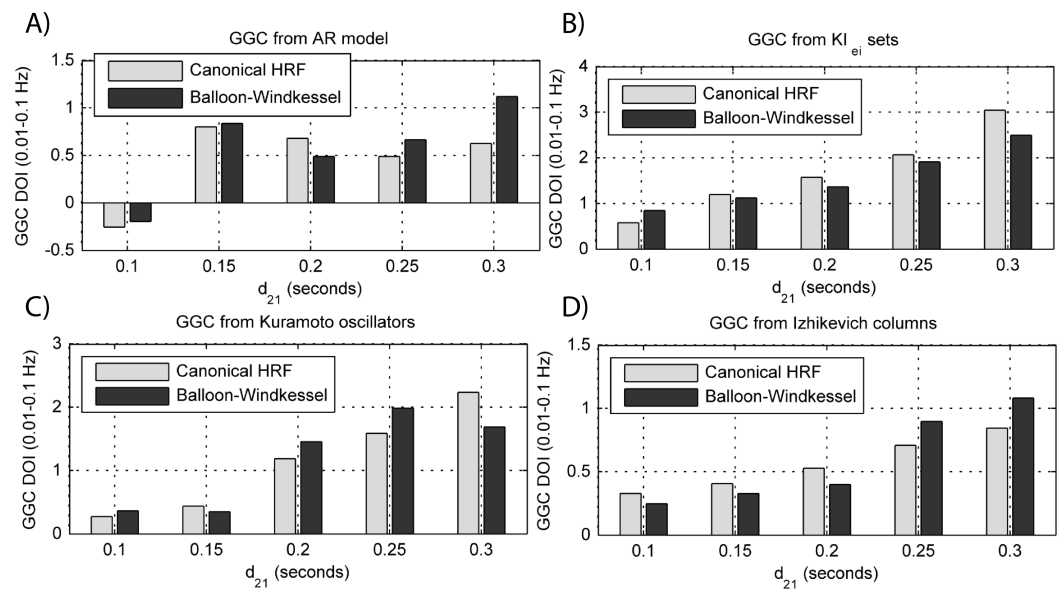 A)
GGC from AR model
Canonical HRF
Balloon-Windkessel
GGC DOI (0.01-0.1 Hz)
1.5
1
0.5
0
-0.5
0.1 0.15 0.2 0.25 0.3
d21 (seconds)
B)
GGC from KI ei sets
Canonical HRF
Balloon-Windkessel
GGC DOI (0.01-0.1 Hz)
4
3
2
1
0
0.1 0.15 0.2 0.25 0.3
d21 (seconds)
C)
GGC from Kuramoto oscillators
Canonical HRF
Balloon-Windkessel
GGC DOI (0.01-0.1 Hz)
3
2
1
0
0.1 0.15 0.2 0.25 0.3
d21 (seconds)
D)
GGC from Izhikevich columns
Canonical HRF
Balloon-Windkessel
GGC DOI (0.01-0.1 Hz)
1.5
1
0.5
0
0.1 0.15 0.2 0.25 0.3
d21 (seconds)